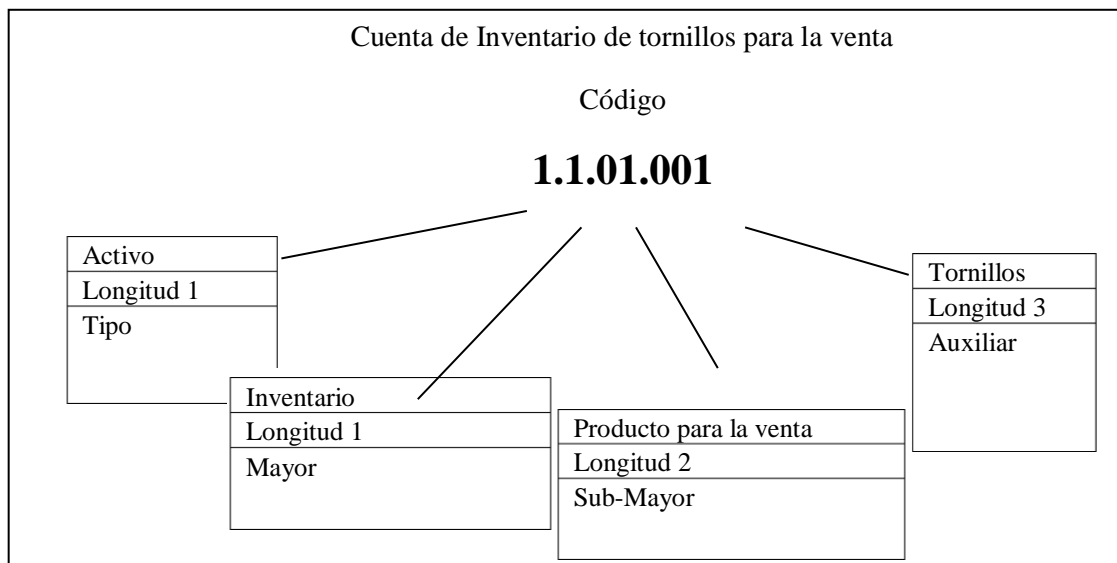 Cuenta de Inventario de tornillos para la venta
Código
1.1.01.001
Activo
Longitud 1
Tipo
Inventario
Longitud 1
Mayor
Producto para la venta
Longitud 2
Sub-Mayor
Tornillos
Longitud 3
Auxiliar